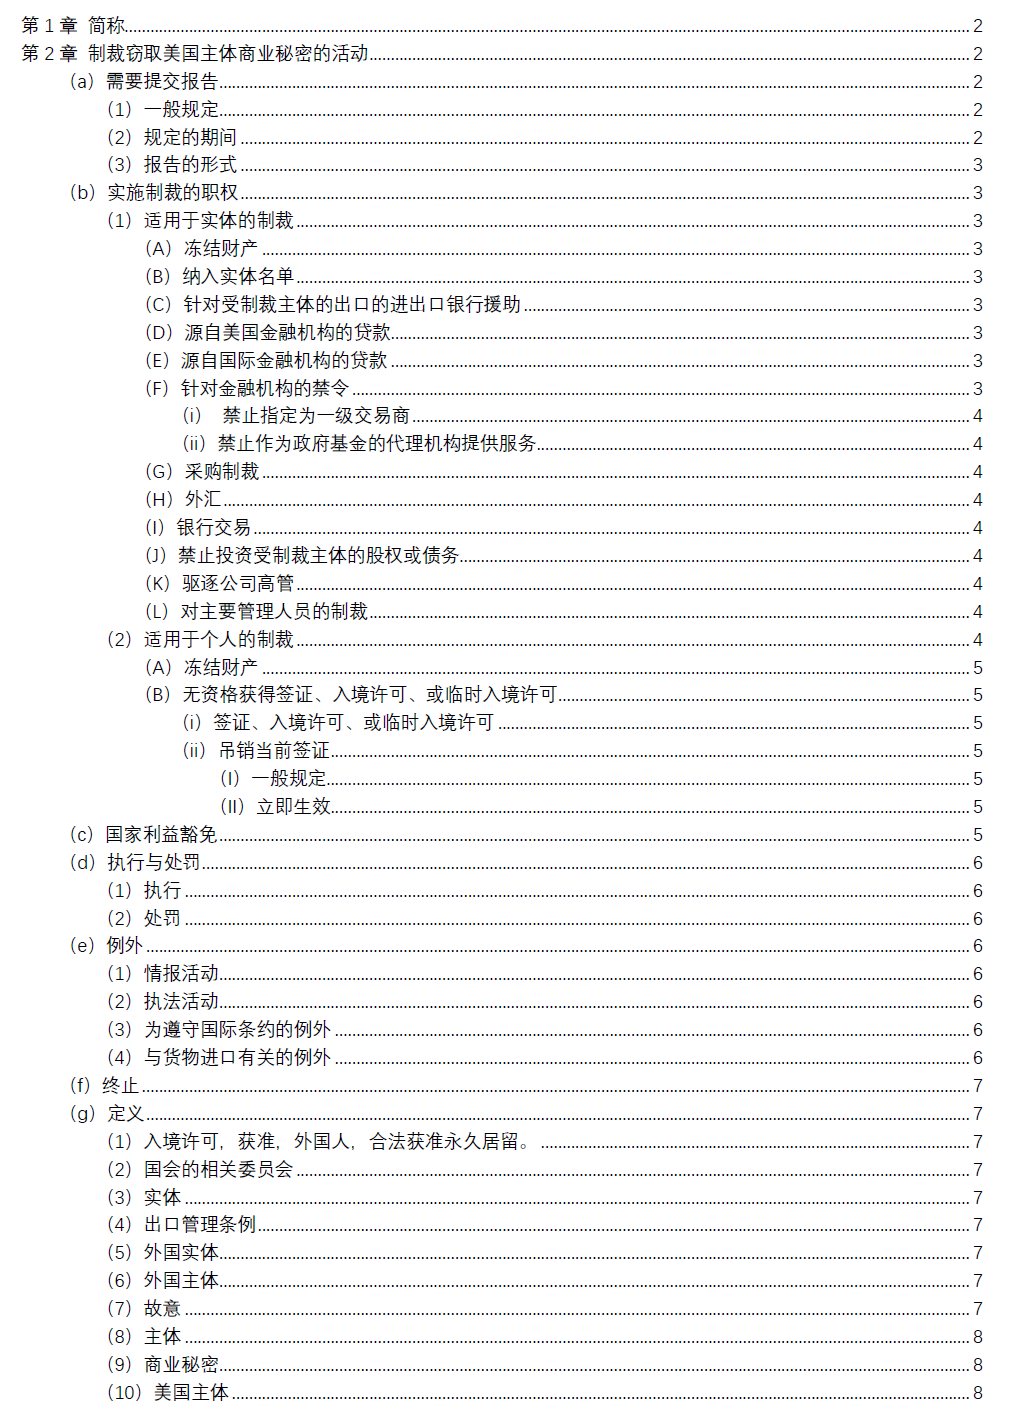 第 1 章 简称 2
第 2 章 制裁窃取美国主体商业秘密的活动 2
（a）需要提交报告 2
（1）一般规定 2
（2）规定的期间 2
（3）报告的形式 3
（b）实施制裁的职权 3
（1）适用于实体的制裁 3
（A）冻结财产 3
（B）纳入实体名单 3
（C）针对受制裁主体的出口的进出口银行援助 3
（D）源自美国金融机构的贷款 3
（E）源自国际金融机构的贷款 3
（F）针对金融机构的禁令 3
（i） 禁止指定为一级交易商 4
（ii）禁止作为政府基金的代理机构提供服务 4
（G）采购制裁 4
（H）外汇 4
（I）银行交易 4
（J）禁止投资受制裁主体的股权或债务 4
（K）驱逐公司高管 4
（L）对主要管理人员的制裁 4
（2）适用于个人的制裁 4
（A）冻结财产 5
（B）无资格获得签证、入境许可、或临时入境许可 5
（i）签证、入境许可、或临时入境许可 5
（ii）吊销当前签证 5
（I）一般规定 5
（II）立即生效 5
（c）国家利益豁免 5
（d）执行与处罚 6
（1）执行 6
（2）处罚 6
（e）例外 6
（1）情报活动 6
（2）执法活动 6
（3）为遵守国际条约的例外 6
（4）与货物进口有关的例外 6
（f）终止 7
（g）定义 7
（1）入境许可，获准，外国人，合法获准永久居留。 7
（2）国会的相关委员会 7
（3）实体 7
（4）出口管理条例 7
（5）外国实体 7
（6）外国主体 7
（7）故意 7
（8）主体 8
（9）商业秘密 8
（10）美国主体 8